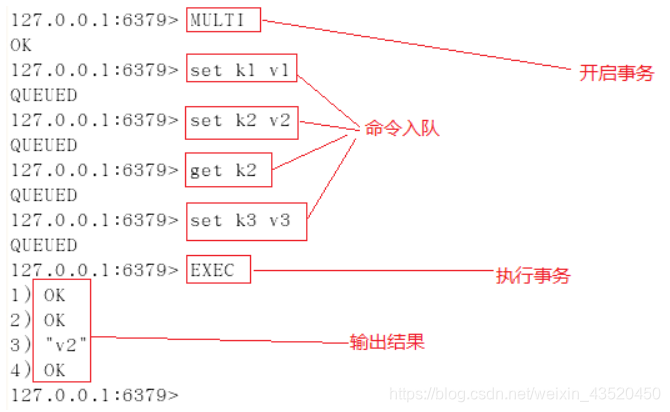 127.0.0.1:6379> MULTI
OK
开启事务
127.0.0.1:6379> set k1 v1
QUEUED
127.0.0.1:6379> set k2 v2
命令入队
QUEUED
127.0.0.1:6379> get k2
QUEUED
127.0.0.1:6379> set k3 v3
QUEUED
127.0.0.1:6379> EXEC
执行事务
1) OK
2) OK
3) "v2"
输出结果
4) OK
127.0.0.1:6379>
https://blog.csdn.net/weixin_43520450